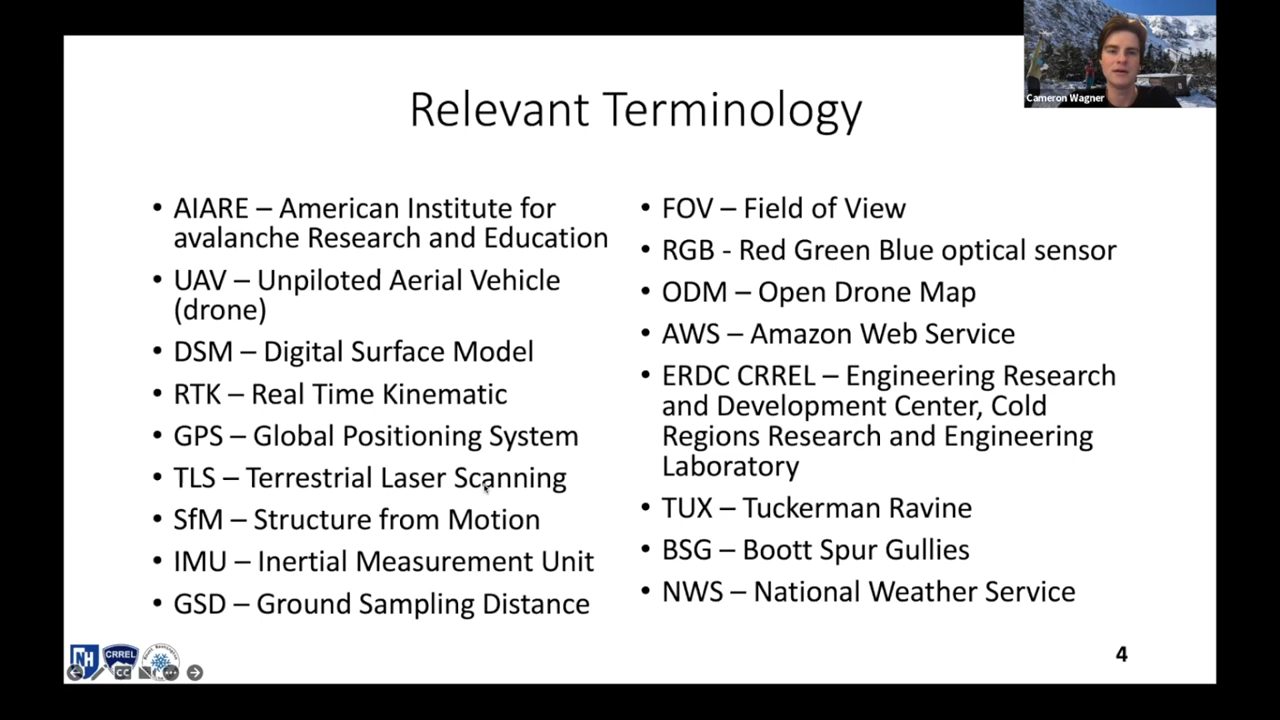 Cameron Wagner
Relevant Terminology
• AIARE – American Institute for
avalanche Research and Education
• UAV – Unpiloted Aerial Vehicle
(drone)
• DSM – Digital Surface Model
• RTK – Real Time Kinematic
• GPS – Global Positioning System
• TLS – Terrestrial Laser Scanning
• SfM – Structure from Motion
• IMU – Inertial Measurement Unit
• GSD – Ground Sampling Distance
• FOV – Field of View
• RGB - Red Green Blue optical sensor
• ODM – Open Drone Map
• AWS – Amazon Web Service
• ERDC CRREL – Engineering Research
and Development Center, Cold
Regions Research and Engineering
Laboratory
• TUX – Tuckerman Ravine
• BSG – Boott Spur Gullies
• NWS – National Weather Service
NH
CRREL
CC
4